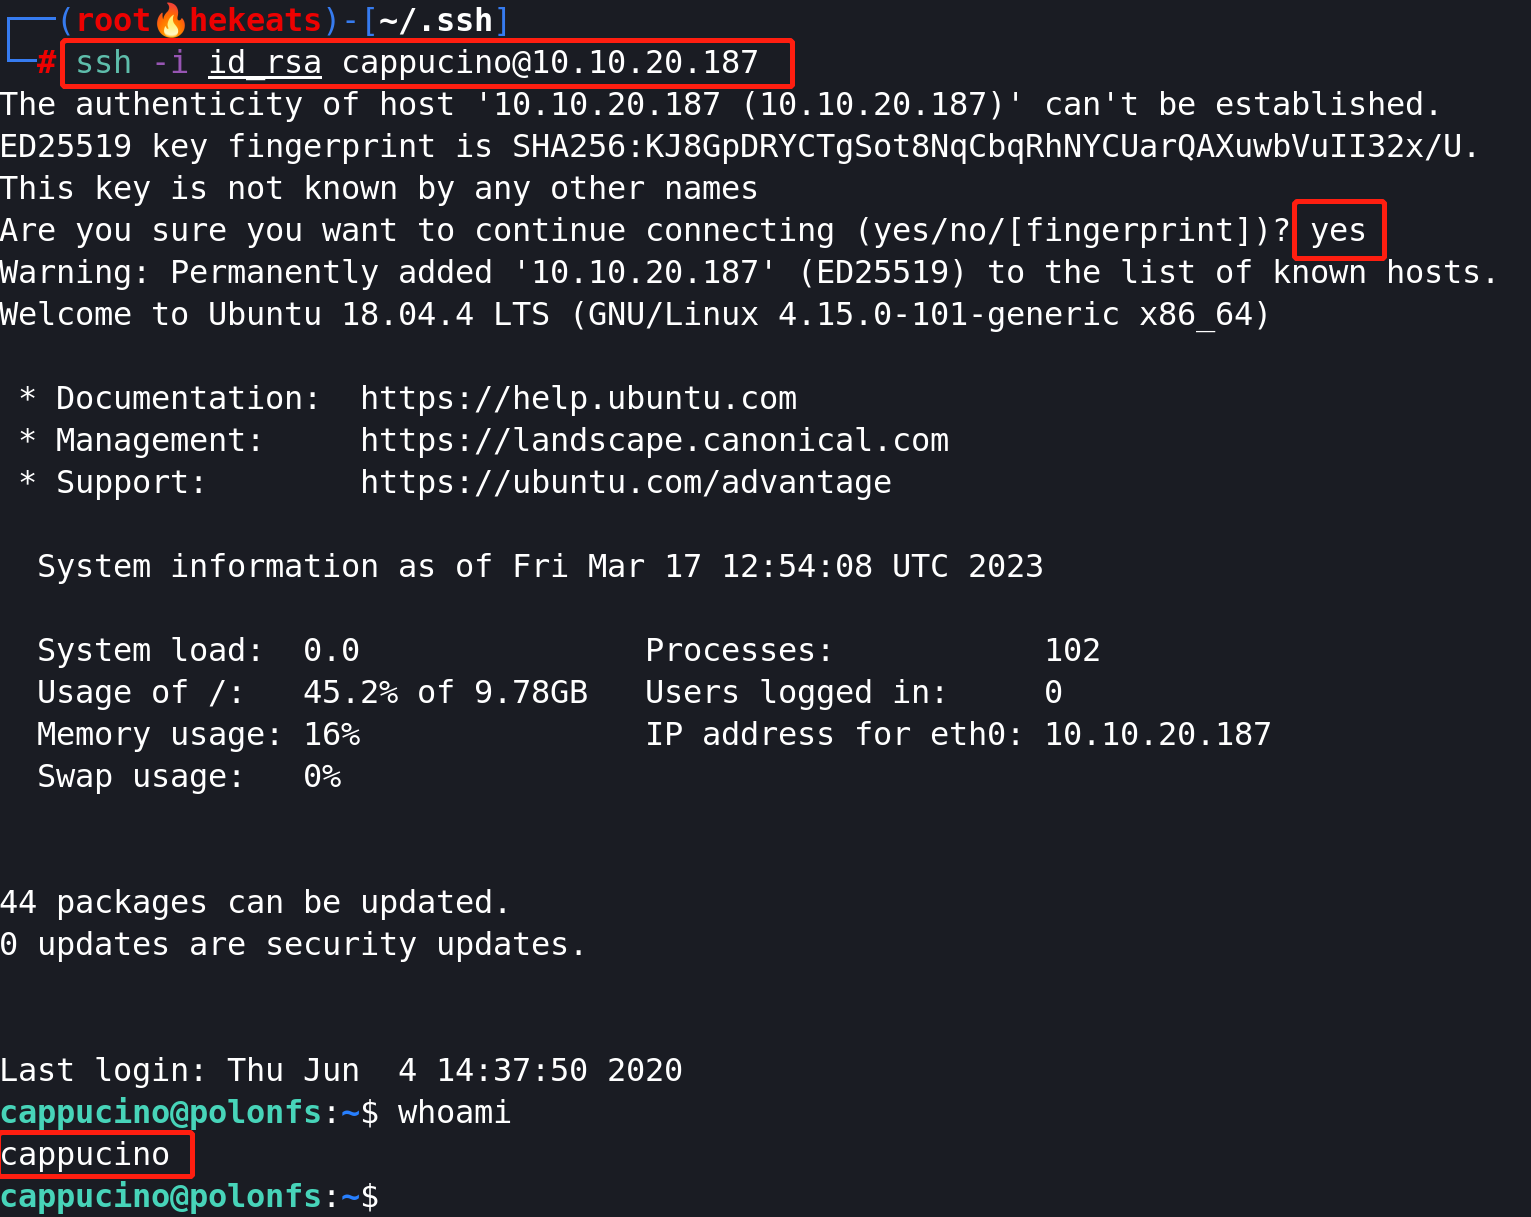 (root🔥hekeats)-[~/.ssh]
# ssh -i id_rsa cappucino@10.10.20.187
The authenticity of host '10.10.20.187 (10.10.20.187)' can't be established.
ED25519 key fingerprint is SHA256:KJ8GpDRYCTgSot8NqCbqRhNYCUarQAXuwbVuII32x/U.
This key is not known by any other names
Are you sure you want to continue connecting (yes/no/[fingerprint])? yes
Warning: Permanently added '10.10.20.187' (ED25519) to the list of known hosts.
Welcome to Ubuntu 18.04.4 LTS (GNU/Linux 4.15.0-101-generic x86_64)
* Documentation:  https://help.ubuntu.com
* Management:     https://landscape.canonical.com
* Support:        https://ubuntu.com/advantage
System information as of Fri Mar 17 12:54:08 UTC 2023
System load:  0.0               Processes:           102
Usage of /:   45.2% of 9.78GB   Users logged in:     0
Memory usage: 16%               IP address for eth0: 10.10.20.187
Swap usage:   0%
44 packages can be updated.
0 updates are security updates.
Last login: Thu Jun  4 14:37:50 2020
cappucino@polonfs:~$ whoami
cappucino
cappucino@polonfs:~$